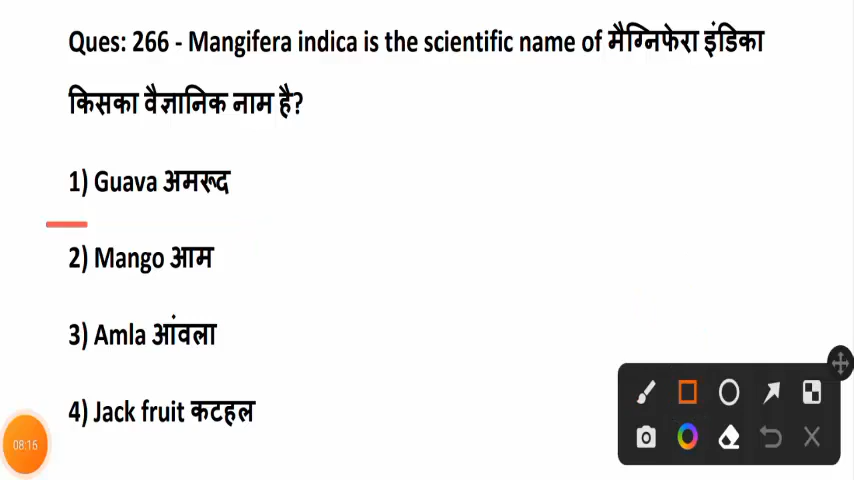 Ques: 266 - Mangifera indica is the scientific name of मैग्निफेरा इंडिका
किसका वैज्ञानिक नाम है?
1) Guava अमरूद
2) Mango आम
3) Amla आंवला
4) Jack fruit कटहल
08:15